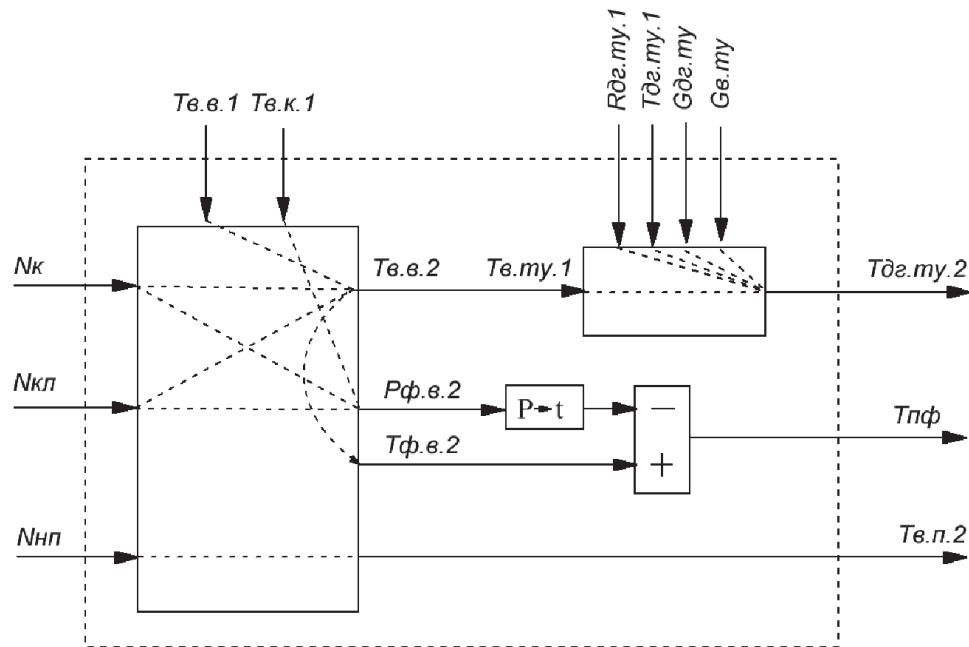 Rдг.ту.1
Тдг.ту.1
Gдг.ту
Gв.ту
Тв.в.1
Тв.к.1
Nк
Тв.в.2
Тв.ту.1
Тдг.ту.2
Nкл
Рф.в.2
P t
−
Тпф
Тф.в.2
+
Nнп
Тв.п.2